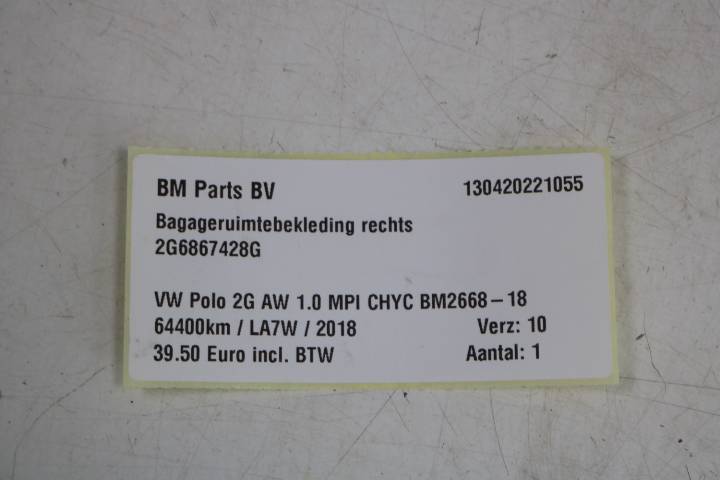 BM Parts BV 130420221055
Bagageruimtebekleding rechts
2G6867428G
VW Polo 2G AW 1.0 MPI CHYC BM2668-18
64400km / LA7W / 2018 Verz: 10
39.50 Euro incl. BTW Aantal: 1